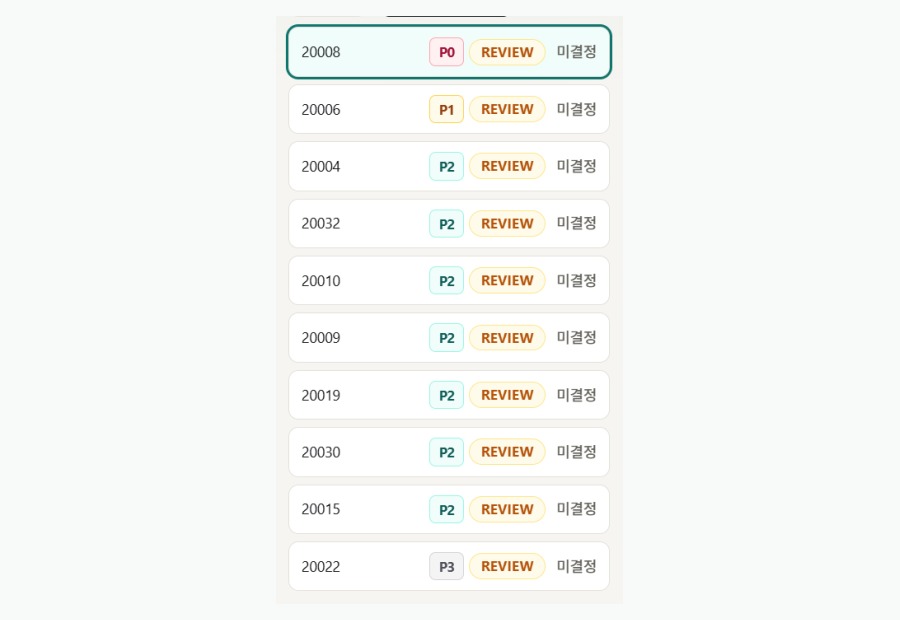 20008 P0 REVIEW 미결정
20006 P1 REVIEW 미결정
20004 P2 REVIEW 미결정
20032 P2 REVIEW 미결정
20010 P2 REVIEW 미결정
20009 P2 REVIEW 미결정
20019 P2 REVIEW 미결정
20030 P2 REVIEW 미결정
20015 P2 REVIEW 미결정
20022 P3 REVIEW 미결정